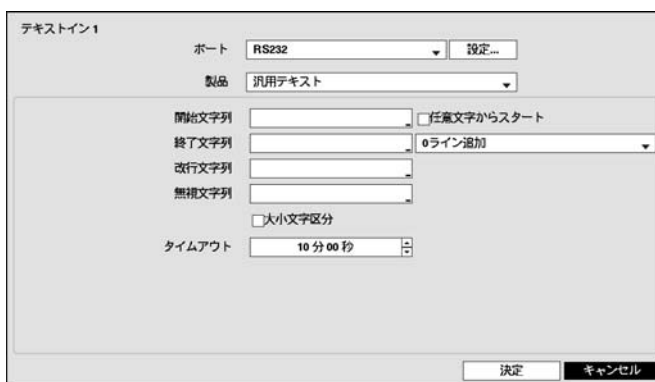 テキストイン 1
ポート RS232 設定...
製品 汎用テキスト
開始文字列 任意文字からスタート
終了文字列 0ライン追加
改行文字列
無視文字列
大小文字区分
タイムアウト 10 分 00 秒
決定 キャンセル